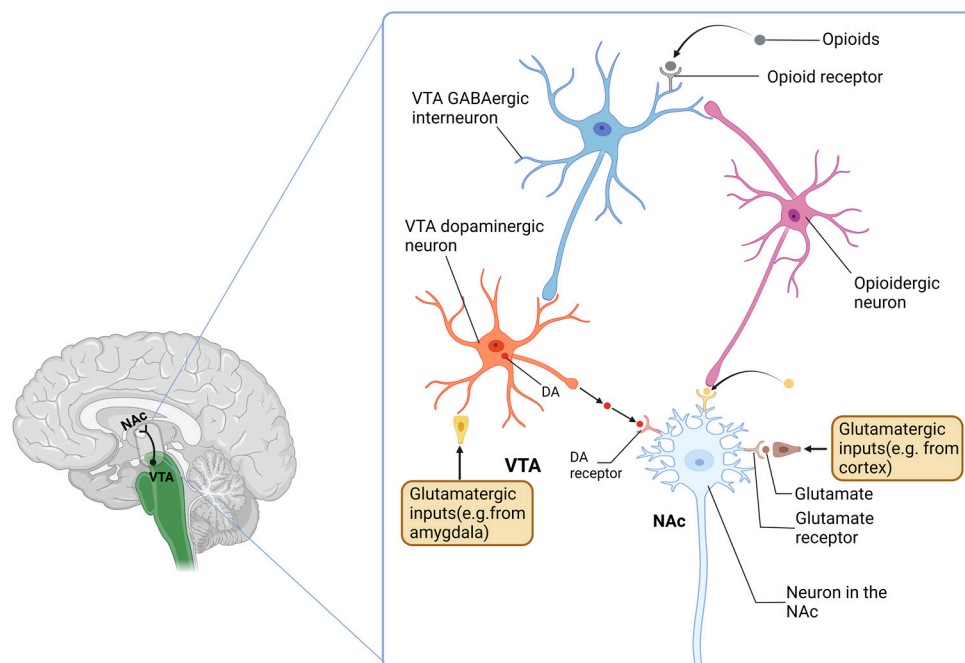 Opioids
Opioid receptor
VTA GABAergic
interneuron
VTA dopaminergic
neuron
Opioidergic
neuron
DA
NAc
VTA
DA
receptor
VTA
Glutamatergic
inputs(e.g.from
amygdala)
NAc
Glutamatergic
inputs(e.g. from
cortex)
Glutamate
Glutamate
receptor
Neuron in the
NAc